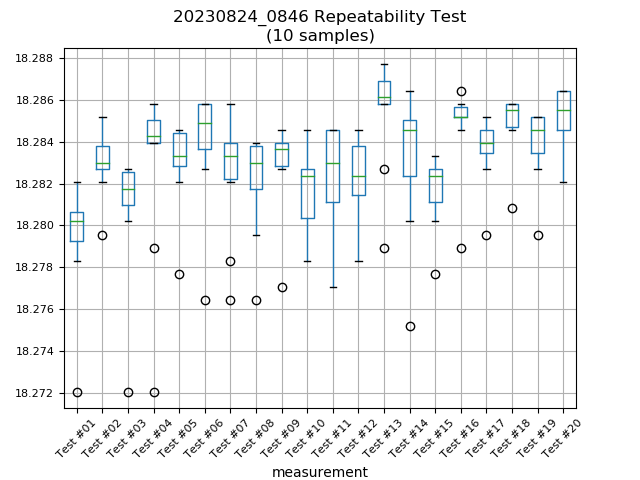 20230824_0846 Repeatability Test
(10 samples)
18.288
18.286
18.284
18.282
18.280
18.278
18.276
18.274
18.272
Test #01
Test #02
Test #03
Test #04
Test #05
Test #06
Test #07
Test #08
Test #09
Test #10
Test #11
Test #12
Test #13
Test #14
Test #15
Test #16
Test #17
Test #18
Test #19
Test #20
measurement